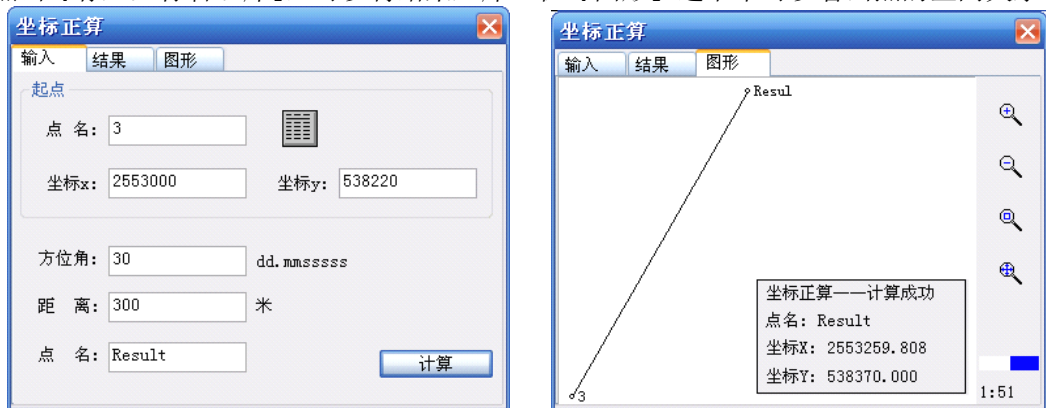 坐标正算
输入 结果 图形
起点
点 名: 3
坐标x: 2553000 坐标y: 538220
方位角: 30 dd.mmsssss
距 离: 300 米
点 名: Result
计算
坐标正算
输入 结果 图形
Resul
3
坐标正算——计算成功
点名: Result
坐标X: 2553259.808
坐标Y: 538370.000
1:51